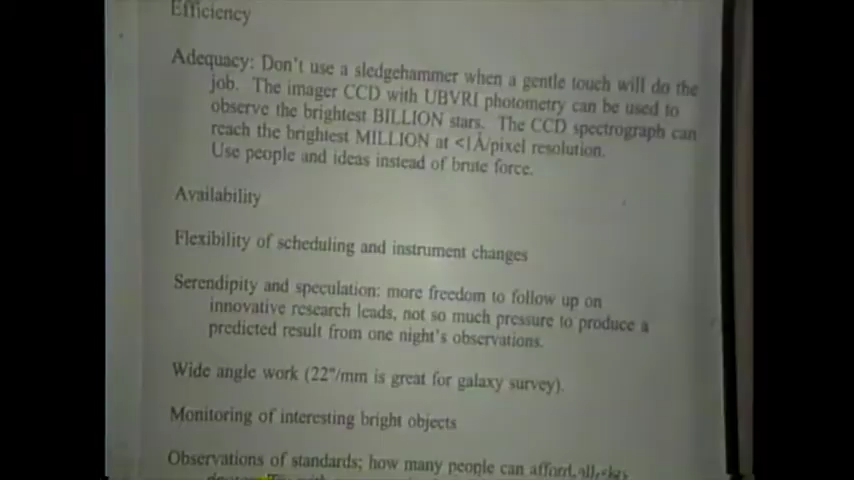 Efficiency
Adequacy: Don't use a sledgehammer when a gentle touch will do the
job. The imager CCD with UBVRI photometry can be used to
observe the brightest BILLION stars. The CCD spectrograph can
reach the brightest MILLION at <1Å/pixel resolution.
Use people and ideas instead of brute force.
Availability
Flexibility of scheduling and instrument changes
Serendipity and speculation: more freedom to follow up on
innovative research leads, not so much pressure to produce a
predicted result from one night's observations.
Wide angle work (22"/mm is great for galaxy survey).
Monitoring of interesting bright objects
Observations of standards; how many people can afford